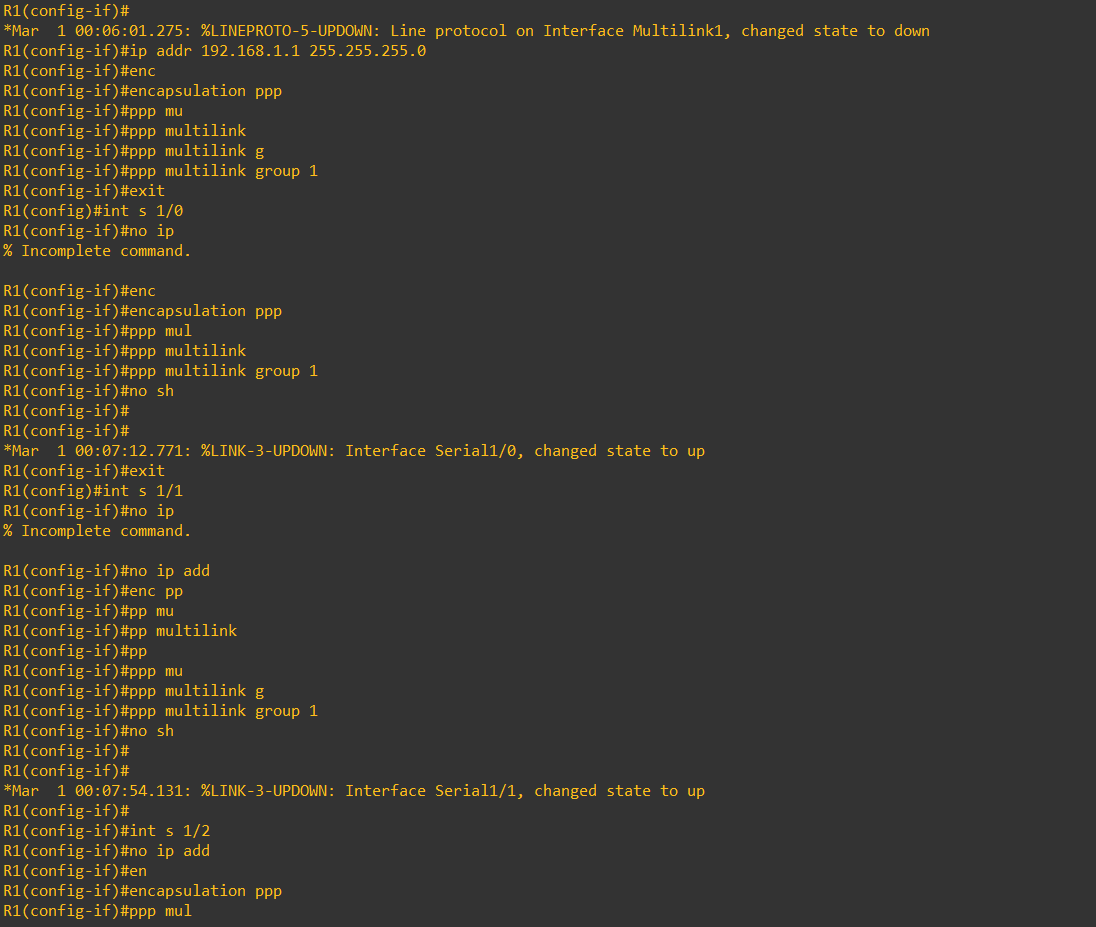 R1(config-if)#
*Mar  1 00:06:01.275: %LINEPROTO-5-UPDOWN: Line protocol on Interface Multilink1, changed state to down
R1(config-if)#ip addr 192.168.1.1 255.255.255.0
R1(config-if)#enc
R1(config-if)#encapsulation ppp
R1(config-if)#ppp mu
R1(config-if)#ppp multilink
R1(config-if)#ppp multilink g
R1(config-if)#ppp multilink group 1
R1(config-if)#exit
R1(config)#int s 1/0
R1(config-if)#no ip
% Incomplete command.

R1(config-if)#enc
R1(config-if)#encapsulation ppp
R1(config-if)#ppp mul
R1(config-if)#ppp multilink
R1(config-if)#ppp multilink group 1
R1(config-if)#no sh
R1(config-if)#
R1(config-if)#
*Mar  1 00:07:12.771: %LINK-3-UPDOWN: Interface Serial1/0, changed state to up
R1(config-if)#exit
R1(config)#int s 1/1
R1(config-if)#no ip
% Incomplete command.

R1(config-if)#no ip add
R1(config-if)#enc pp
R1(config-if)#pp mu
R1(config-if)#pp multilink
R1(config-if)#pp
R1(config-if)#ppp mu
R1(config-if)#ppp multilink g
R1(config-if)#ppp multilink group 1
R1(config-if)#no sh
R1(config-if)#
R1(config-if)#
*Mar  1 00:07:54.131: %LINK-3-UPDOWN: Interface Serial1/1, changed state to up
R1(config-if)#
R1(config-if)#int s 1/2
R1(config-if)#no ip add
R1(config-if)#en
R1(config-if)#encapsulation ppp
R1(config-if)#ppp mul